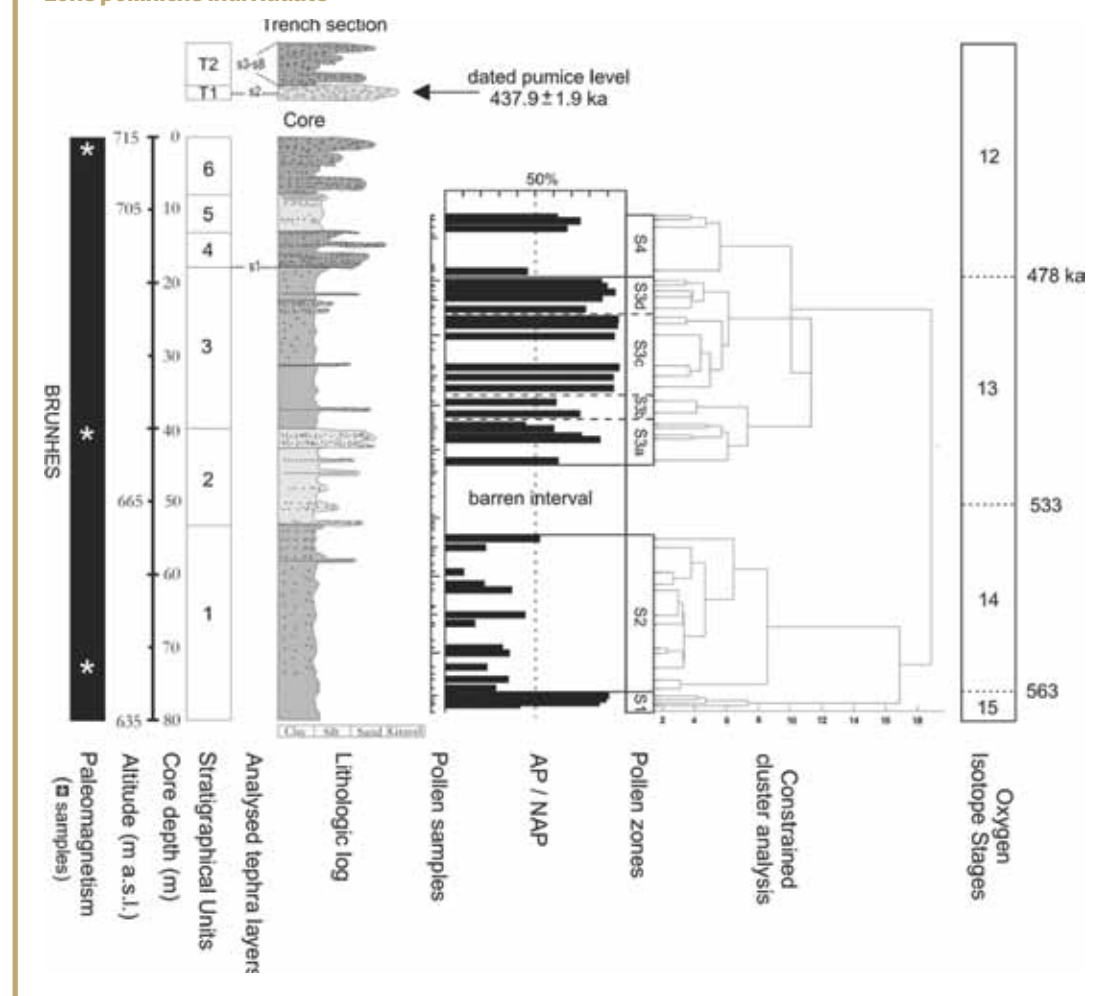 Trench section
T2
s3-s8
T1
s2
dated pumice level
437.9±1.9 ka
Core
715
0
6
705
10
5
4
s1
20
3
30
BRUNHES
40
2
665
50
60
1
70
635
80
Clay Silt Sand
50%
S4
S3d
S3c
S3b
S3a
barren interval
S2
S1
2 4 6 8 10 12 14 16 18
12
478 ka
13
533
14
563
15
Paleomagnetism
(¤ samples)
Altitude (m a.s.l.)
Core depth (m)
Stratigraphical Units
Analysed tephra layers
Lithologic log
Pollen samples
AP / NAP
Pollen zones
Constrained
cluster analysis
Oxygen
Isotope Stages